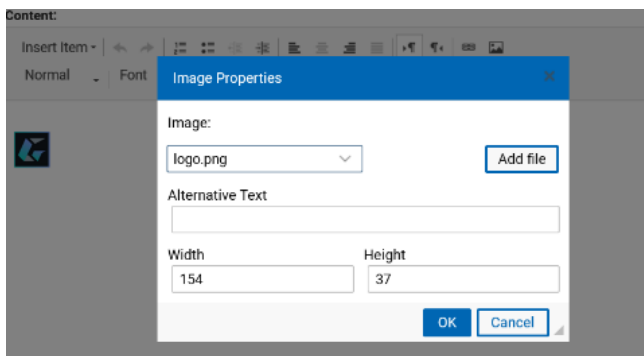 Content:
Insert Item
Normal Font
Image Properties
Image:
logo.png
Add file
Alternative Text
Width Height
154 37
OK Cancel